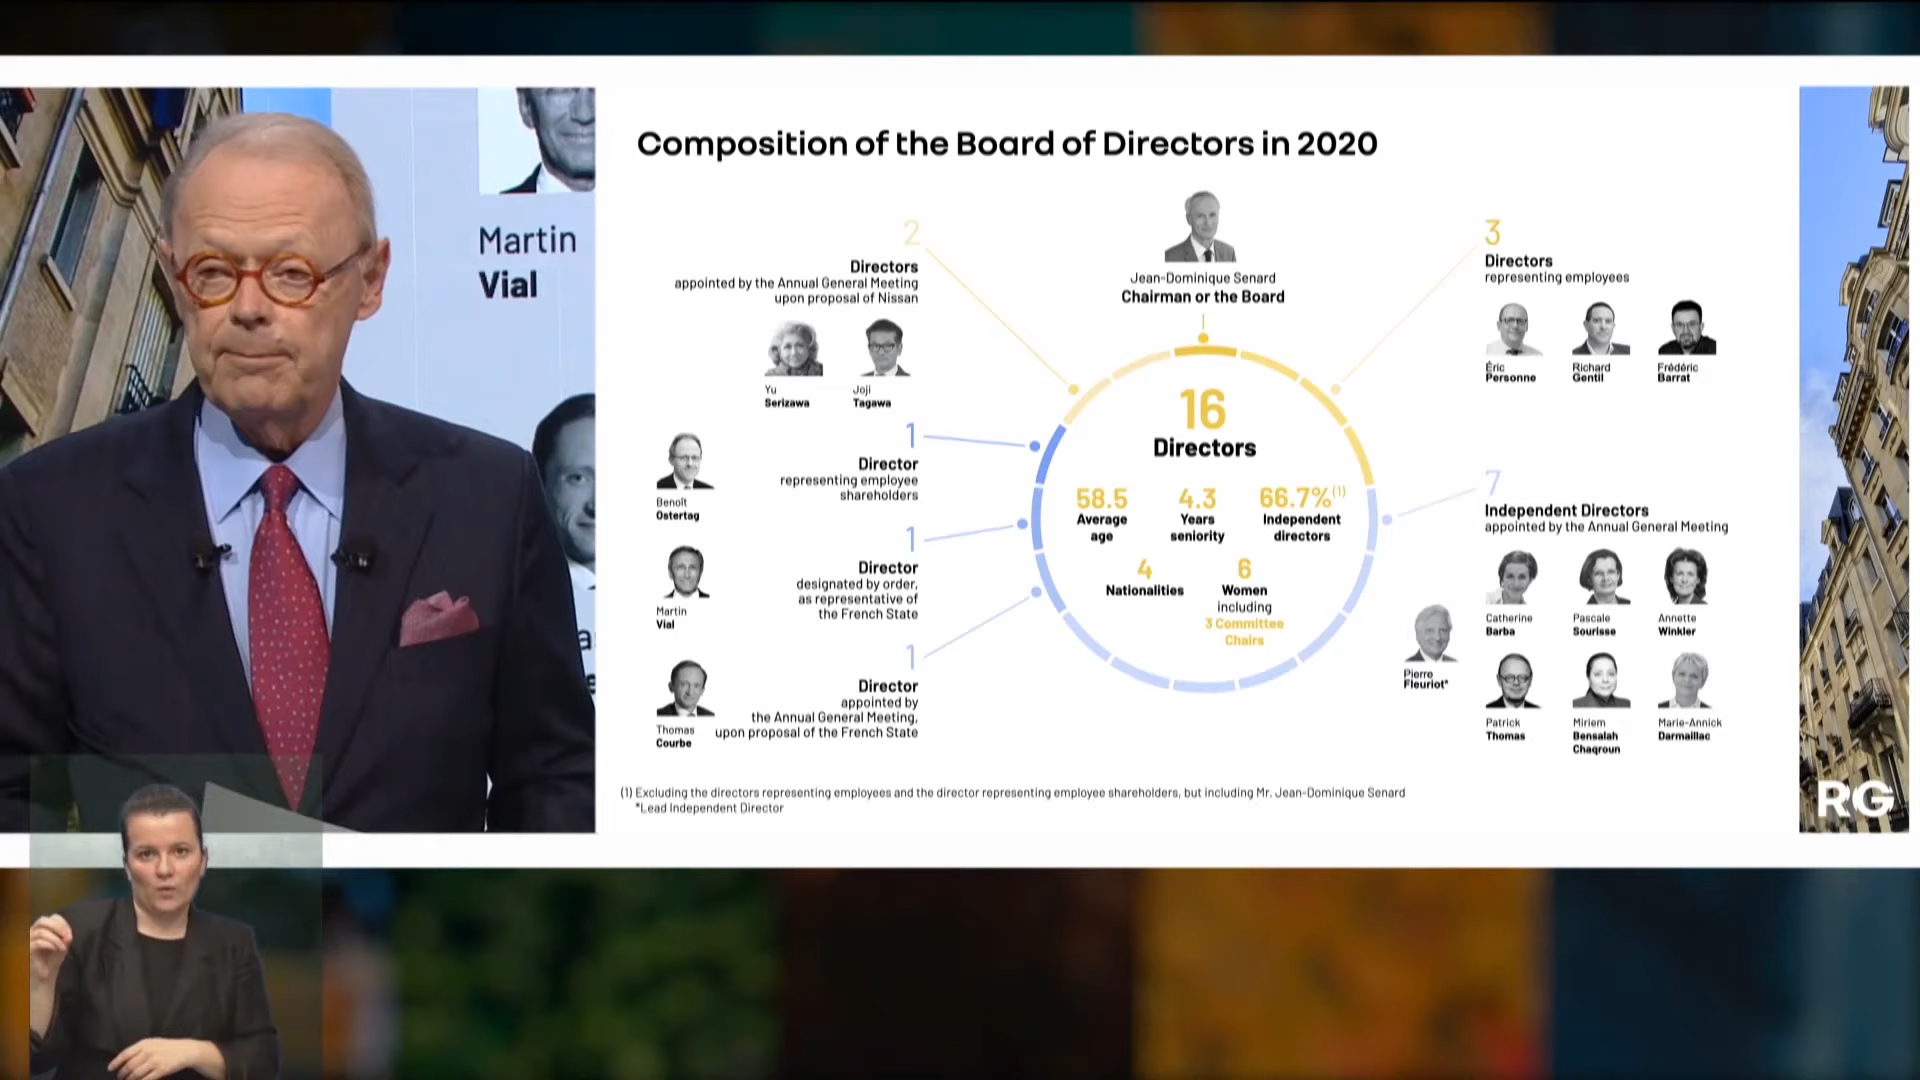 Martin
Vial
Composition of the Board of Directors in 2020
2
Directors
appointed by the Annual General Meeting
upon proposal of Nissan
Yu
Serizawa
Joji
Tagawa
1
Director
representing employee
shareholders
Benoît
Ostertag
1
Director
designated by order,
as representative of
the French State
Martin
Vial
1
Director
appointed by
the Annual General Meeting,
upon proposal of the French State
Thomas
Courbe
Jean-Dominique Senard
Chairman or the Board
16
Directors
58.5
Average
age
4.3
Years
seniority
66.7%(1)
Independent
directors
4
Nationalities
6
Women
including
3 Committee
Chairs
3
Directors
representing employees
Éric
Personne
Richard
Gentil
Frédéric
Barrat
7
Independent Directors
appointed by the Annual General Meeting
Catherine
Barba
Pascale
Sourisse
Annette
Winkler
Pierre
Fleuriot*
Patrick
Thomas
Miriem
Bensalah
Chaqroun
Marie-Annick
Darmaillac
(1) Excluding the directors representing employees and the director representing employee shareholders, but including Mr. Jean-Dominique Senard
*Lead Independent Director
RG